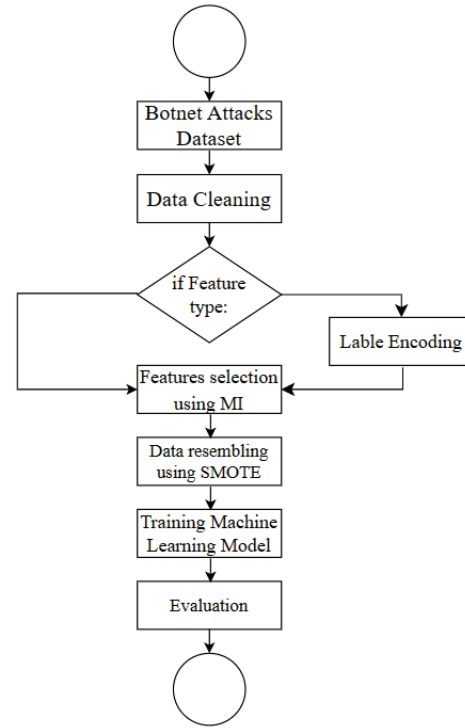 Botnet Attacks
Dataset
Data Cleaning
if Feature
type:
Lable Encoding
Features selection
using MI
Data resembling
using SMOTE
Training Machine
Learning Model
Evaluation